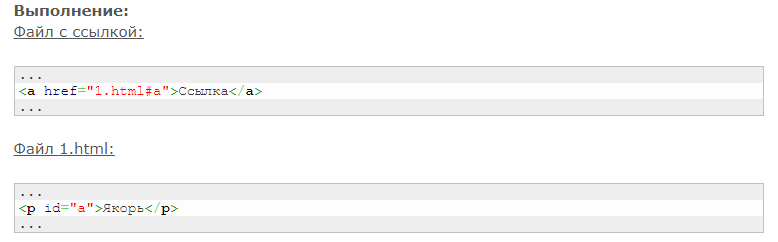 Выполнение:
Файл с ссылкой:
...
<a href="1.html#a">Ссылка</a>
...
Файл 1.html:
...
<p id="a">Якорь</p>
...